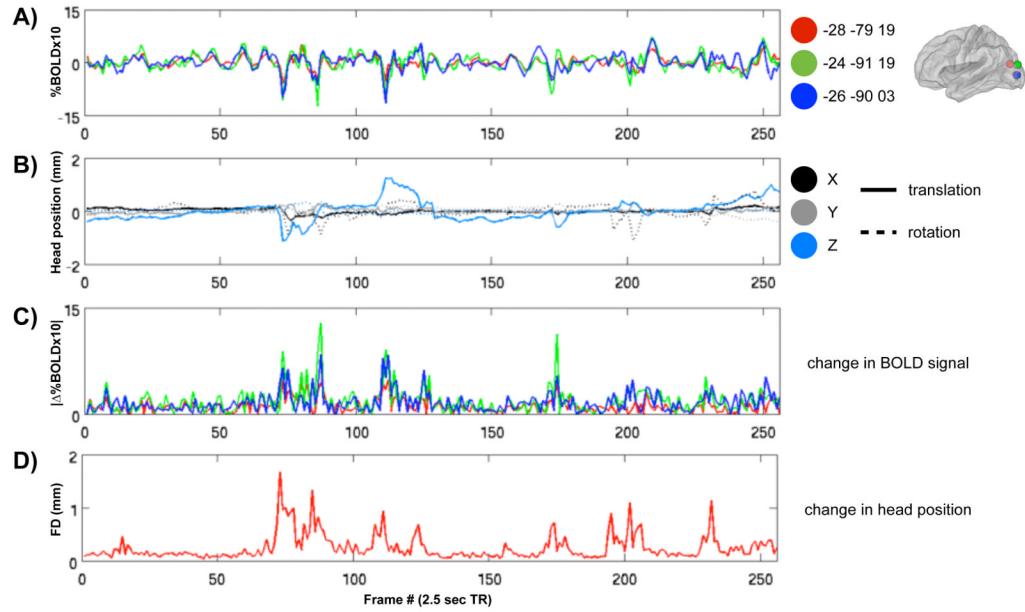 A)
15
0
-15
%BOLDx10
0 50 100 150 200 250
-28 -79 19
-24 -91 19
-26 -90 03
B)
2
0
-2
Head position (mm)
0 50 100 150 200 250
X
Y
Z
translation
rotation
C)
15
0
|Δ%BOLDx10|
0 50 100 150 200 250
change in BOLD signal
D)
2
1
0
FD (mm)
0 50 100 150 200 250
change in head position
Frame # (2.5 sec TR)